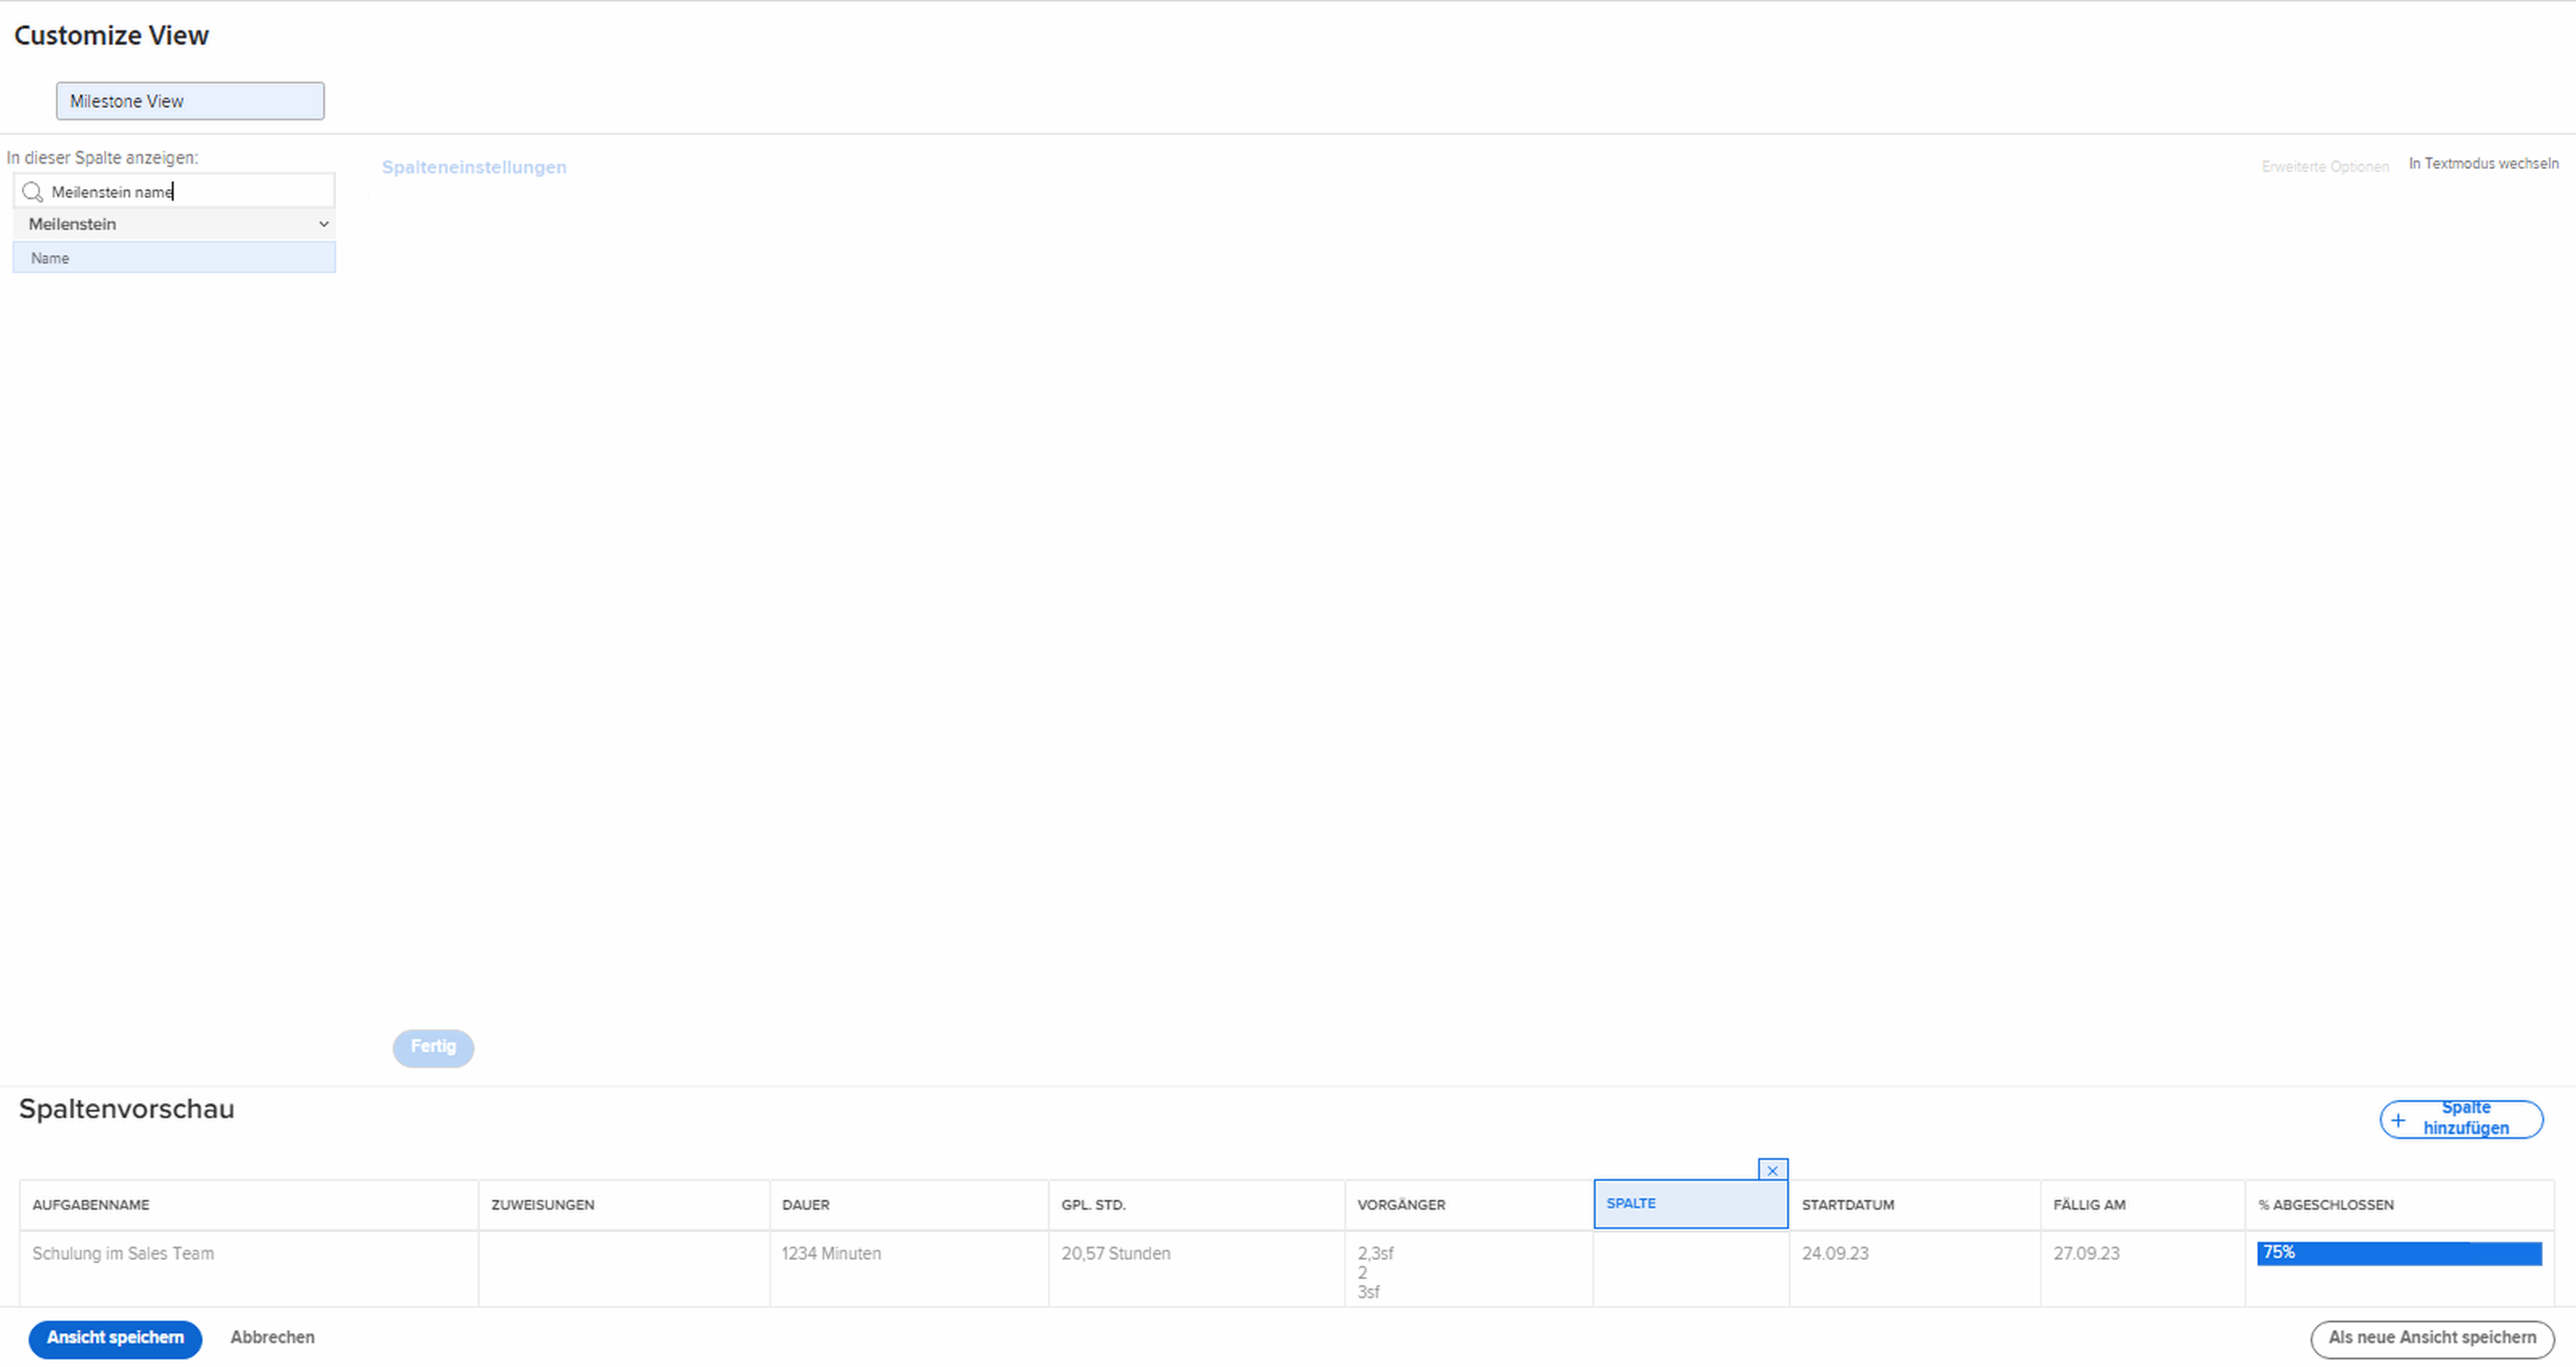 Customize View
Milestone View
In dieser Spalte anzeigen:
Meilenstein name
Meilenstein
Name
Spalteneinstellungen
Erweiterte Optionen
In Textmodus wechseln
Fertig
Spaltenvorschau
Spalte
hinzufügen
AUFGABENNAME ZUWEISUNGEN DAUER GPL. STD. VORGÄNGER SPALTE STARTDATUM FÄLLIG AM % ABGESCHLOSSEN
Schulung im Sales Team 1234 Minuten 20,57 Stunden 2,3sf 24.09.23 27.09.23 75%
2
3sf
Ansicht speichern Abbrechen Als neue Ansicht speichern